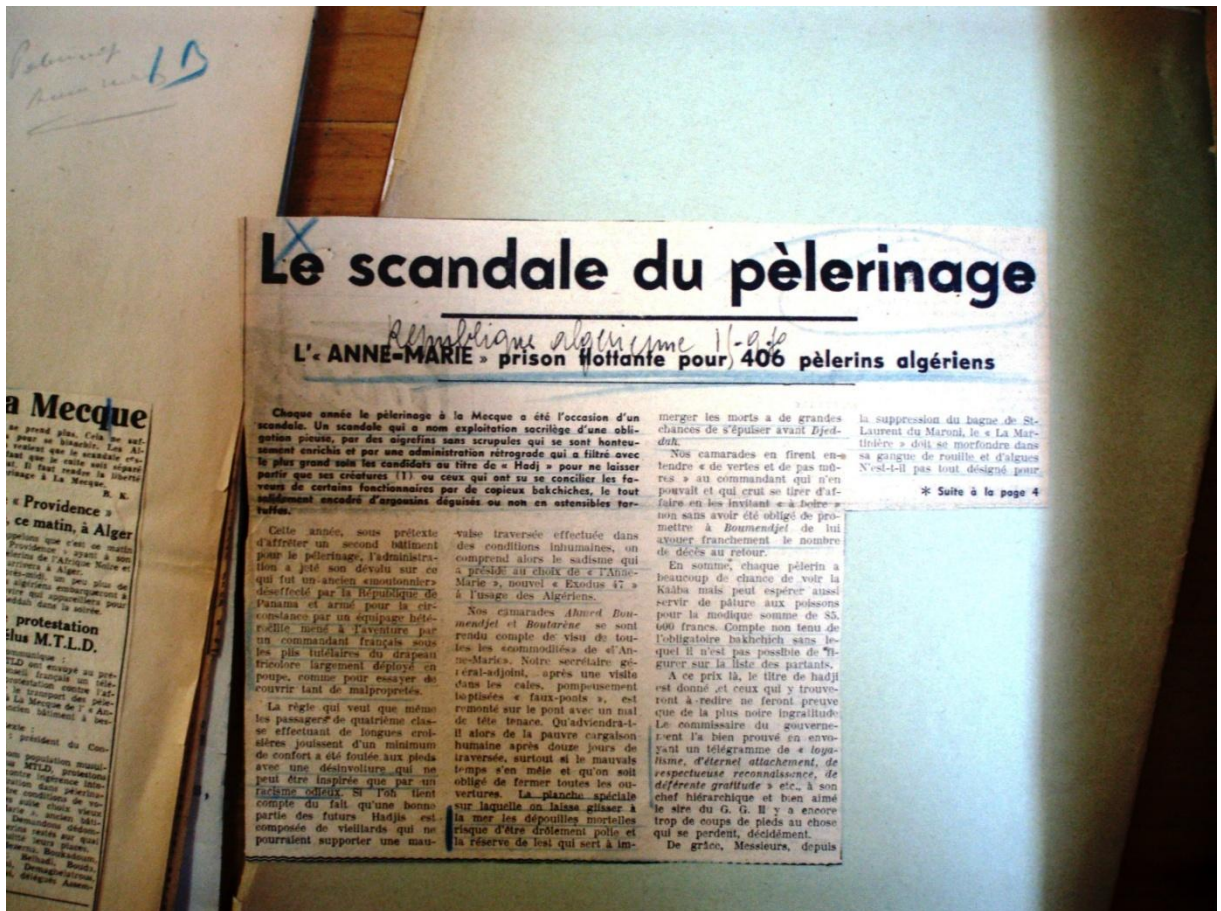 1B
a Mecque
ne prend plus. Cela ne suf-
B. K.
« Providence »
, ce matin, à Alger
protestation
élus M.T.L.D.
Le scandale du pèlerinage
République algérienne
L'« ANNE-MARIE » prison flottante pour 406 pèlerins algériens
Chaque année le pèlerinage à la Mecque a été l'occasion d'un
scandale. Un scandale qui a nom exploitation sacrilège d'une obli-
gation pieuse, par des aigrefins sans scrupules qui se sont honteu-
sement enrichis et par une administration rétrograde qui a filtré avec
le plus grand soin les candidats au titre de « Hadj » pour ne laisser
partir que ses créatures (1) ou ceux qui ont su se concilier les fa-
veurs de certains fonctionnaires par de copieux bakchiches, le tout
solidement encadré d'argousins déguisés ou non en ostensibles tar-
tuffes.
Cette année, sous prétexte
d'affréter un second bâtiment
pour le pèlerinage, l'administra-
tion a jeté son dévolu sur ce
qui fut un ancien «moutonnier»
désaffecté par la République de
Panama et armé pour la cir-
constance par un équipage hété-
roclite mené à l'aventure par
un commandant français sous
les plis tutélaires du drapeau
tricolore largement déployé en
poupe, comme pour essayer de
couvrir tant de malpropretés.
La règle qui veut que même
les passagers de quatrième clas-
se effectuant de longues croi-
sières jouissent d'un minimum
de confort a été foulée aux pieds
avec une désinvolture qui ne
peut être inspirée que par un
racisme odieux. Si l'on tient
compte du fait qu'une bonne
partie des futurs Hadjis est
composée de vieillards qui ne
pourraient supporter une mau-
vaise traversée effectuée dans
des conditions inhumaines, on
comprend alors le sadisme qui
a présidé au choix de « l'Anne-
Marie », nouvel « Exodus 47 »
à l'usage des Algériens.
Nos camarades Ahmed Bou-
mendjel et Boutarène se sont
rendu compte de visu de tou-
tes les «commodités» de «l'An-
ne-Marie». Notre secrétaire gé-
néral-adjoint, après une visite
dans les cales, pompeusement
baptisées « faux-ponts », est
remonté sur le pont avec un mal
de tête tenace. Qu'adviendra-t-
il alors de la pauvre cargaison
humaine après douze jours de
traversée, surtout si le mauvais
temps s'en mêle et qu'on soit
obligé de fermer toutes les ou-
vertures. La planche spéciale
sur laquelle on laisse glisser à
la mer les dépouilles mortelles
risque d'être drôlement polie et
la réserve de lest qui sert à im-
merger les morts a de grandes
chances de s'épuiser avant Djed-
dah.
Nos camarades en firent en-
tendre « de vertes et de pas mû-
res » au commandant qui n'en
pouvait et qui crut se tirer d'af-
faire en les invitant « à boire »
non sans avoir été obligé de pro-
mettre à Boumendjel de lui
avouer franchement le nombre
de décès au retour.
En somme, chaque pèlerin a
beaucoup de chance de voir la
Kâaba mais peut espérer aussi
servir de pâture aux poissons
pour la modique somme de 85.
000 francs. Compte non tenu de
l'obligatoire bakhchich sans le-
quel il n'est pas possible de fi-
gurer sur la liste des partants.
A ce prix là, le titre de hadji
est donné et ceux qui y trouve-
ront à redire ne feront preuve
que de la plus noire ingratitude
Le commissaire du gouverne-
ment l'a bien prouvé en envo-
yant un télégramme de « loya-
lisme, d'éternel attachement, de
respectueuse reconnaissance, de
déférente gratitude » etc., à son
chef hiérarchique et bien aimé
le sire du G. G. Il y a encore
trop de coups de pieds au chose
qui se perdent, décidément.
De grâce, Messieurs, depuis
la suppression du bagne de St-
Laurent du Maroni, le « La Mar-
tinière » doit se morfondre dans
sa gangue de rouille et d'algues
N'est-t-il pas tout désigné pour
* Suite à la page 4